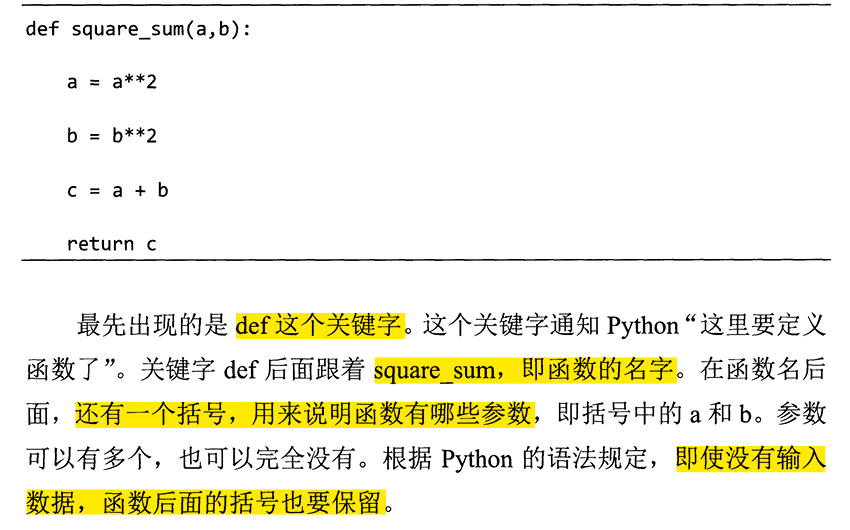 def square_sum(a,b):
a = a**2
b = b**2
c = a + b
return c
最先出现的是 def 这个关键字。这个关键字通知 Python“这里要定义
函数了”。关键字 def 后面跟着 square_sum，即函数的名字。在函数名后
面，还有一个括号，用来说明函数有哪些参数，即括号中的 a 和 b。参数
可以有多个，也可以完全没有。根据 Python 的语法规定，即使没有输入
数据，函数后面的括号也要保留。